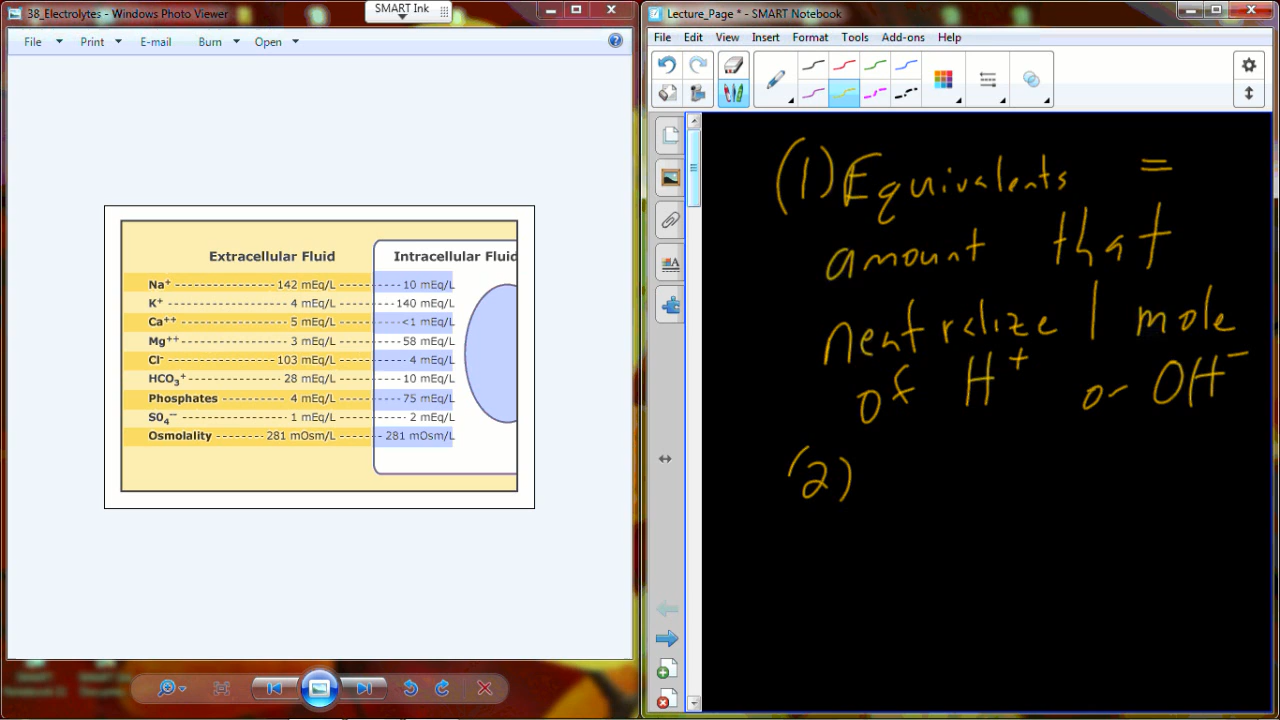 38_Electrolytes - Windows Photo Viewer
SMART Ink
File Print E-mail Burn Open
Extracellular Fluid Intracellular Fluid
Na+ 142 mEq/L 10 mEq/L
K+ 4 mEq/L 140 mEq/L
Ca++ 5 mEq/L <1 mEq/L
Mg++ 3 mEq/L 58 mEq/L
Cl- 103 mEq/L 4 mEq/L
HCO3+ 28 mEq/L 10 mEq/L
Phosphates 4 mEq/L 75 mEq/L
SO4-- 1 mEq/L 2 mEq/L
Osmolality 281 mOsm/L 281 mOsm/L
Lecture_Page * - SMART Notebook
File Edit View Insert Format Tools Add-ons Help
(1) Equivalents =
amount that
neutralize 1 mole
of H+ or OH-
(2)